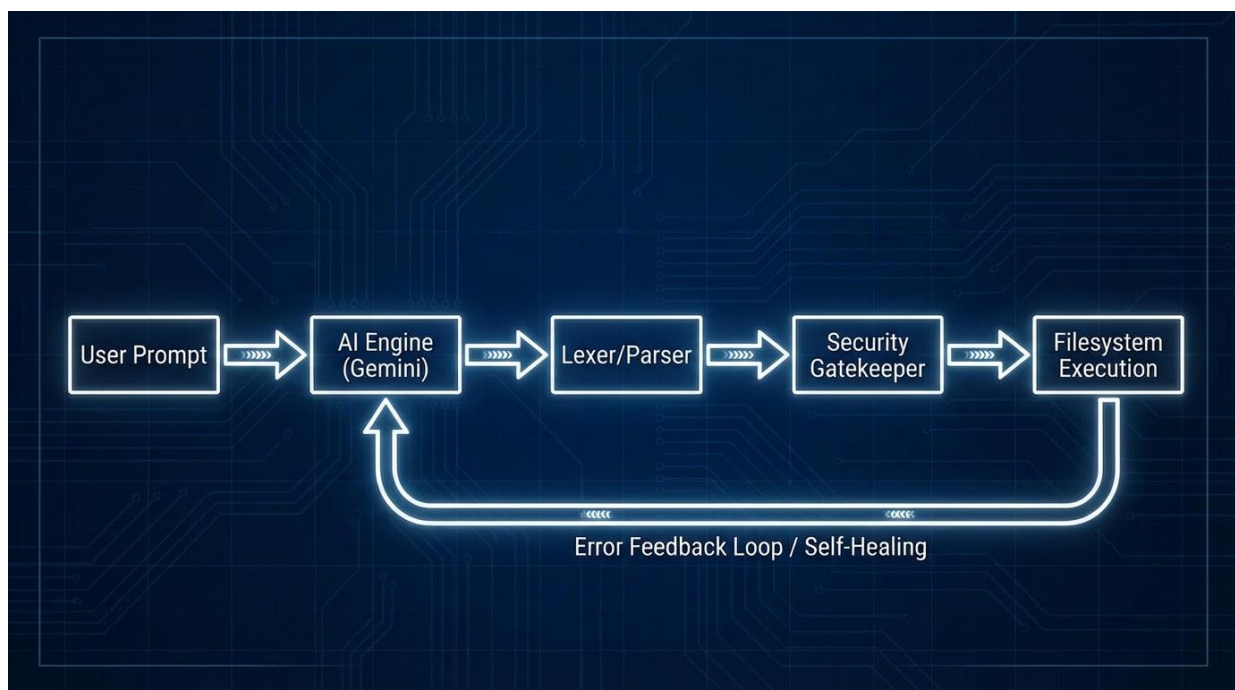 User Prompt
AI Engine
(Gemini)
Lexer/Parser
Security
Gatekeeper
Filesystem
Execution
Error Feedback Loop / Self-Healing